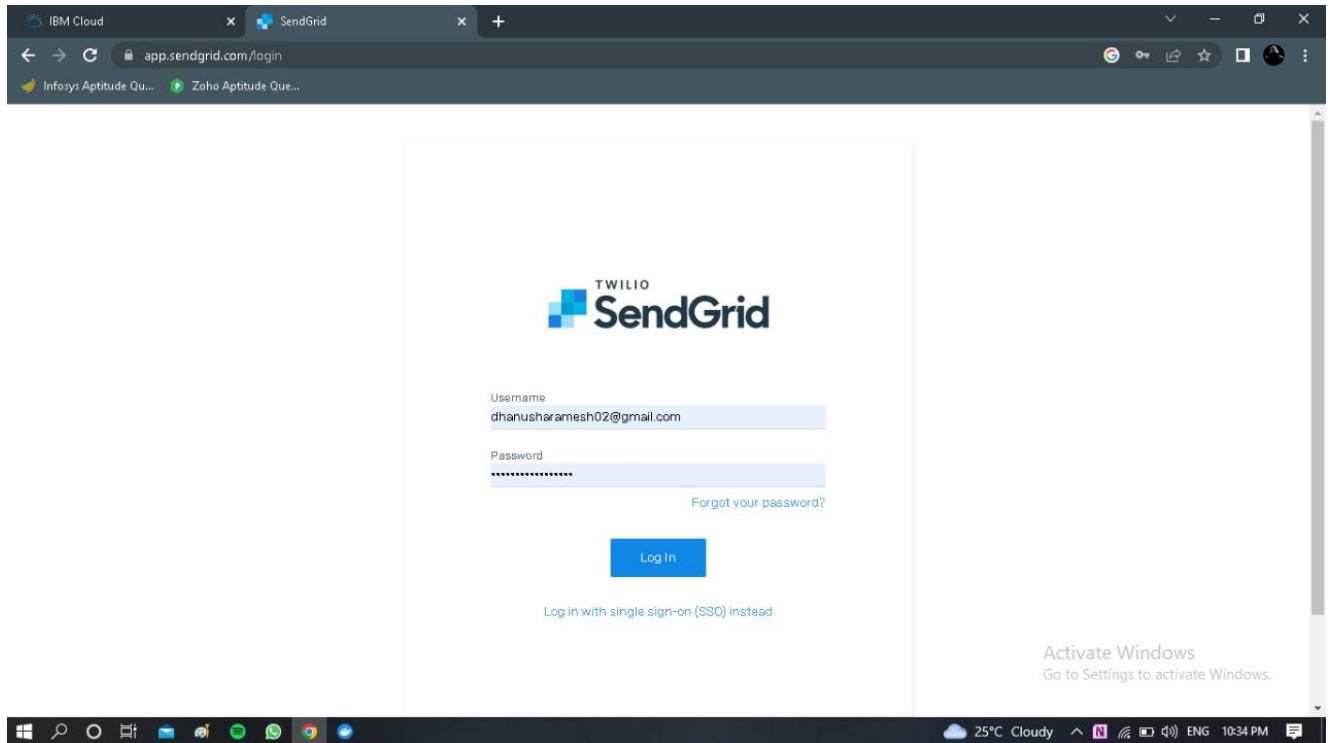 IBM Cloud
SendGrid
app.sendgrid.com/login
Infosys Aptitude Qu...
Zoho Aptitude Que...
TWILIO
SendGrid
Username
dhanusharamesh02@gmail.com
Password
••••••••••••••••
Forgot your password?
Log In
Log in with single sign-on (SSO) instead
Activate Windows
Go to Settings to activate Windows.
25°C Cloudy
ENG
10:34 PM